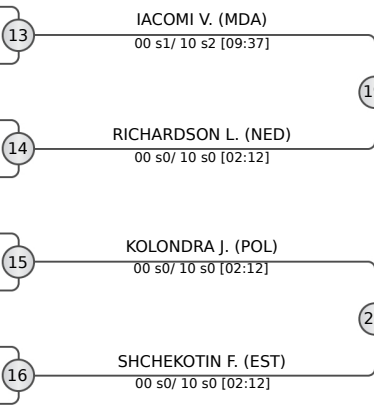 IACOMI V. (MDA)
13
00 s1/ 10 s2 [09:37]
RICHARDSON L. (NED)
14
00 s0/ 10 s0 [02:12]
KOLONDRA J. (POL)
15
00 s0/ 10 s0 [02:12]
SHCHEKOTIN F. (EST)
16
00 s0/ 10 s0 [02:12]